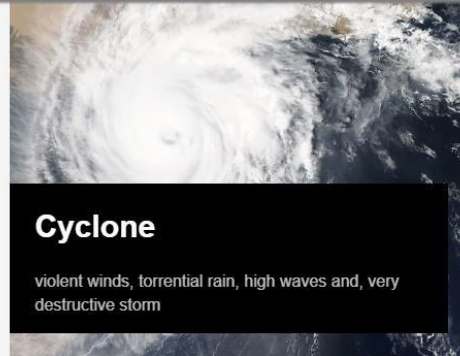 Cyclone
violent winds, torrential rain, high waves and, very
destructive storm